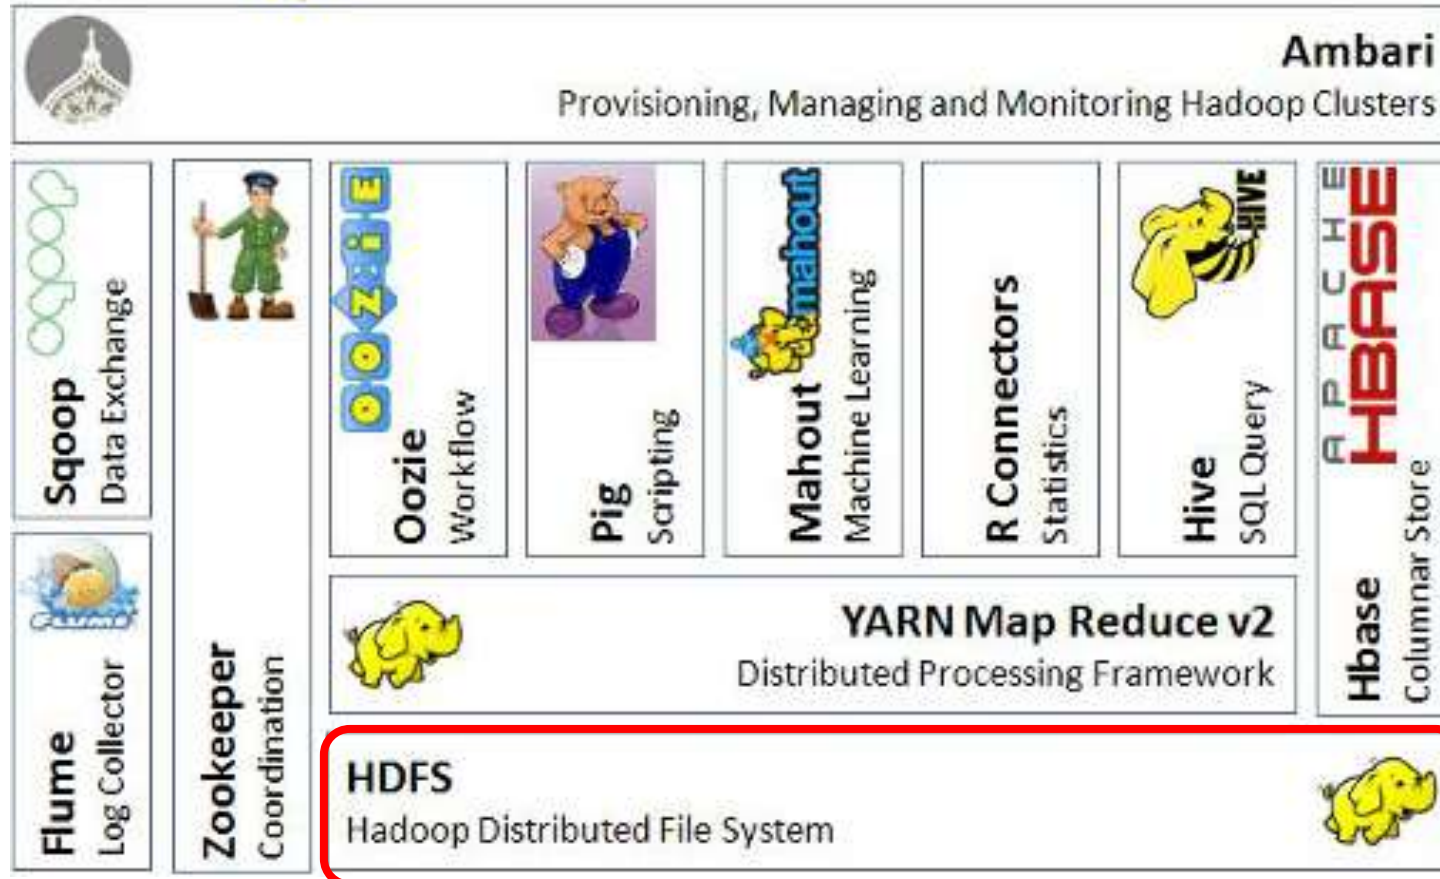 Ambari
Provisioning, Managing and Monitoring Hadoop Clusters
sqoop
Sqoop
Data Exchange
FLUME
Flume
Log Collector
Zookeeper
Coordination
OOZIE
Oozie
Workflow
Pig
Scripting
mahout
Mahout
Machine Learning
R Connectors
Statistics
HIVE
Hive
SQL Query
APACHE
HBASE
Hbase
Columnar Store
YARN Map Reduce v2
Distributed Processing Framework
HDFS
Hadoop Distributed File System